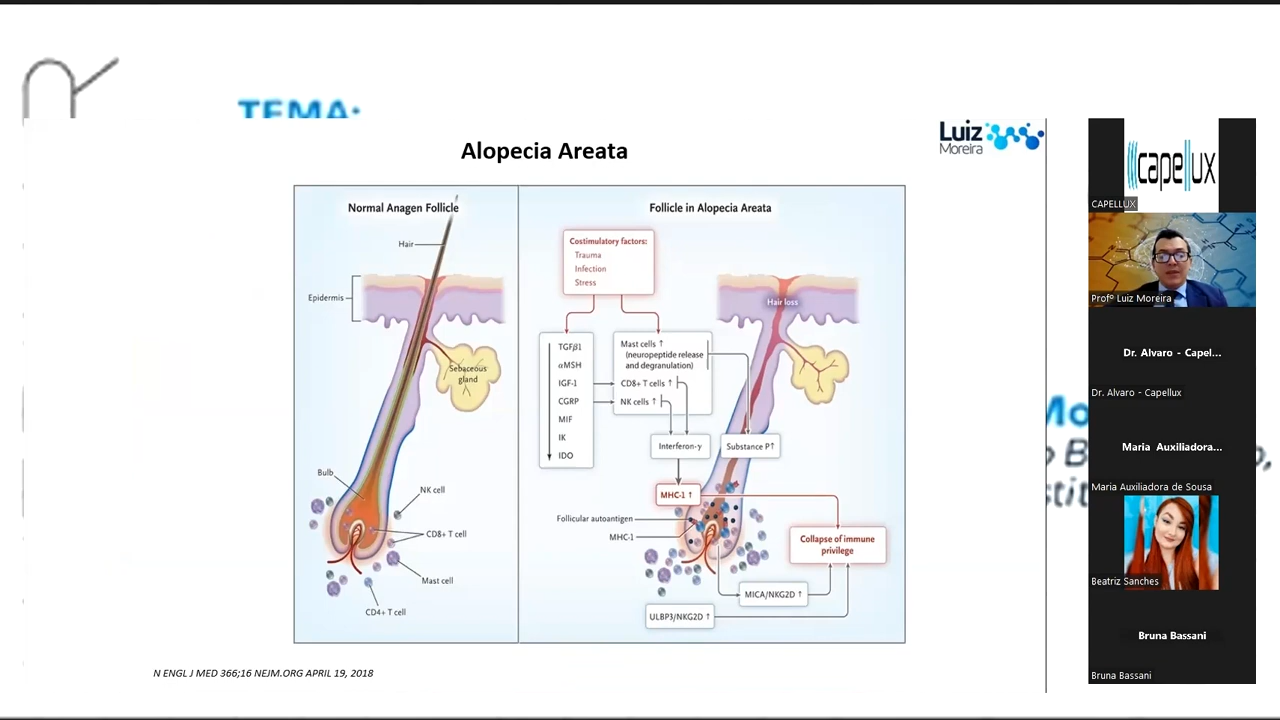 TEMA:
Alopecia Areata
Luiz
Moreira
Normal Anagen Follicle
Hair
Epidermis
Sebaceous
gland
Bulb
NK cell
CD8+ T cell
Mast cell
CD4+ T cell
Follicle in Alopecia Areata
Costimulatory factors:
Trauma
Infection
Stress
Hair loss
TGFβ1
αMSH
IGF-1
CGRP
MIF
IK
IDO
Mast cells ↑
(neuropeptide release
and degranulation)
CD8+ T cells ↑
NK cells ↑
Interferon-γ
Substance P↑
MHC-1 ↑
Follicular autoantigen
MHC-1
Collapse of immune
privilege
MICA/NKG2D ↑
ULBP3/NKG2D ↑
N ENGL J MED 366;16 NEJM.ORG APRIL 19, 2018
capellux
CAPELLUX
Profº Luiz Moreira
Dr. Alvaro - Capel...
Dr. Alvaro - Capellux
Maria Auxiliadora...
Maria Auxiliadora de Sousa
Beatriz Sanches
Bruna Bassani
Bruna Bassani